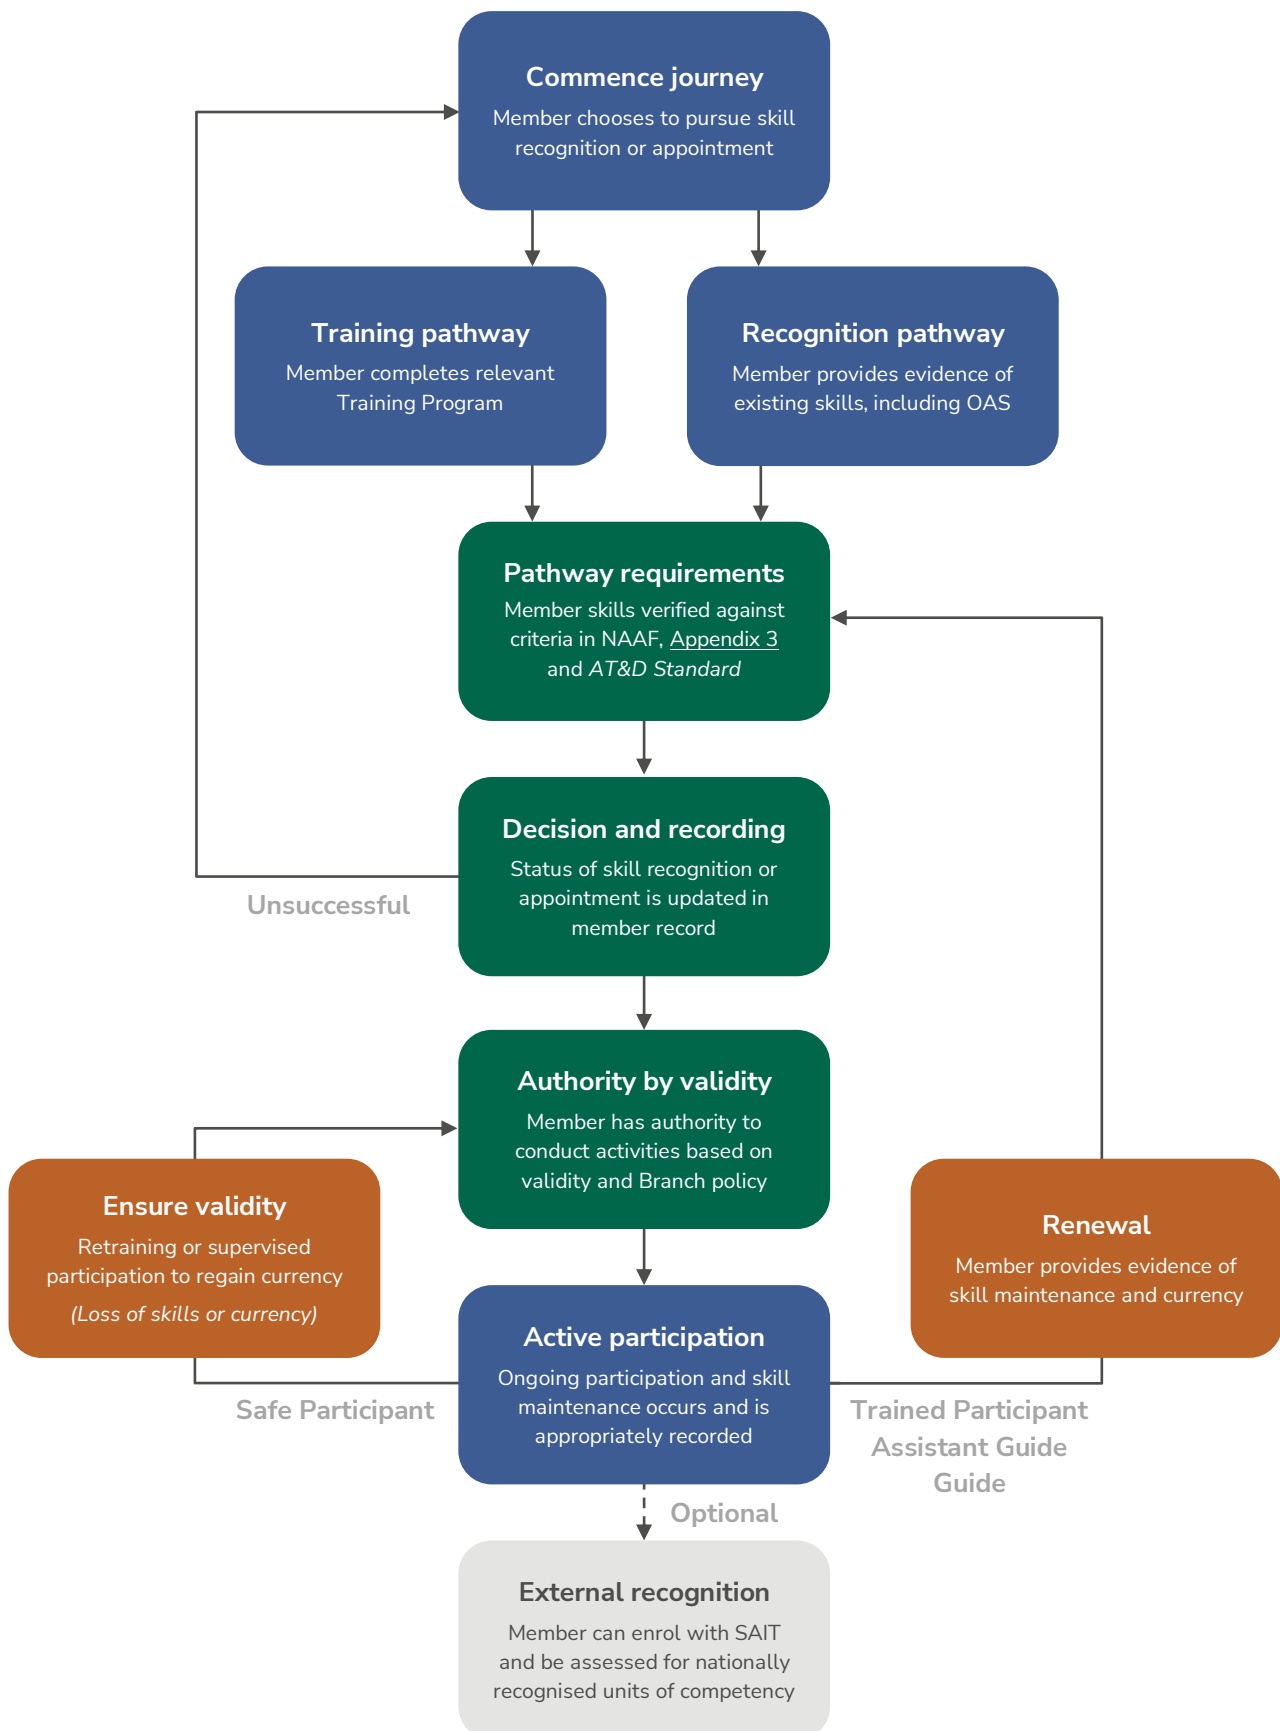 Commence journey
Member chooses to pursue skill
recognition or appointment
Training pathway
Member completes relevant
Training Program
Recognition pathway
Member provides evidence of
existing skills, including OAS
Pathway requirements
Member skills verified against
criteria in NAAF, Appendix 3
and AT&D Standard
Decision and recording
Status of skill recognition or
appointment is updated in
member record
Unsuccessful
Authority by validity
Member has authority to
conduct activities based on
validity and Branch policy
Ensure validity
Retraining or supervised
participation to regain currency
(Loss of skills or currency)
Renewal
Member provides evidence of
skill maintenance and currency
Active participation
Ongoing participation and skill
maintenance occurs and is
appropriately recorded
Safe Participant
Trained Participant
Assistant Guide
Guide
Optional
External recognition
Member can enrol with SAIT
and be assessed for nationally
recognised units of competency